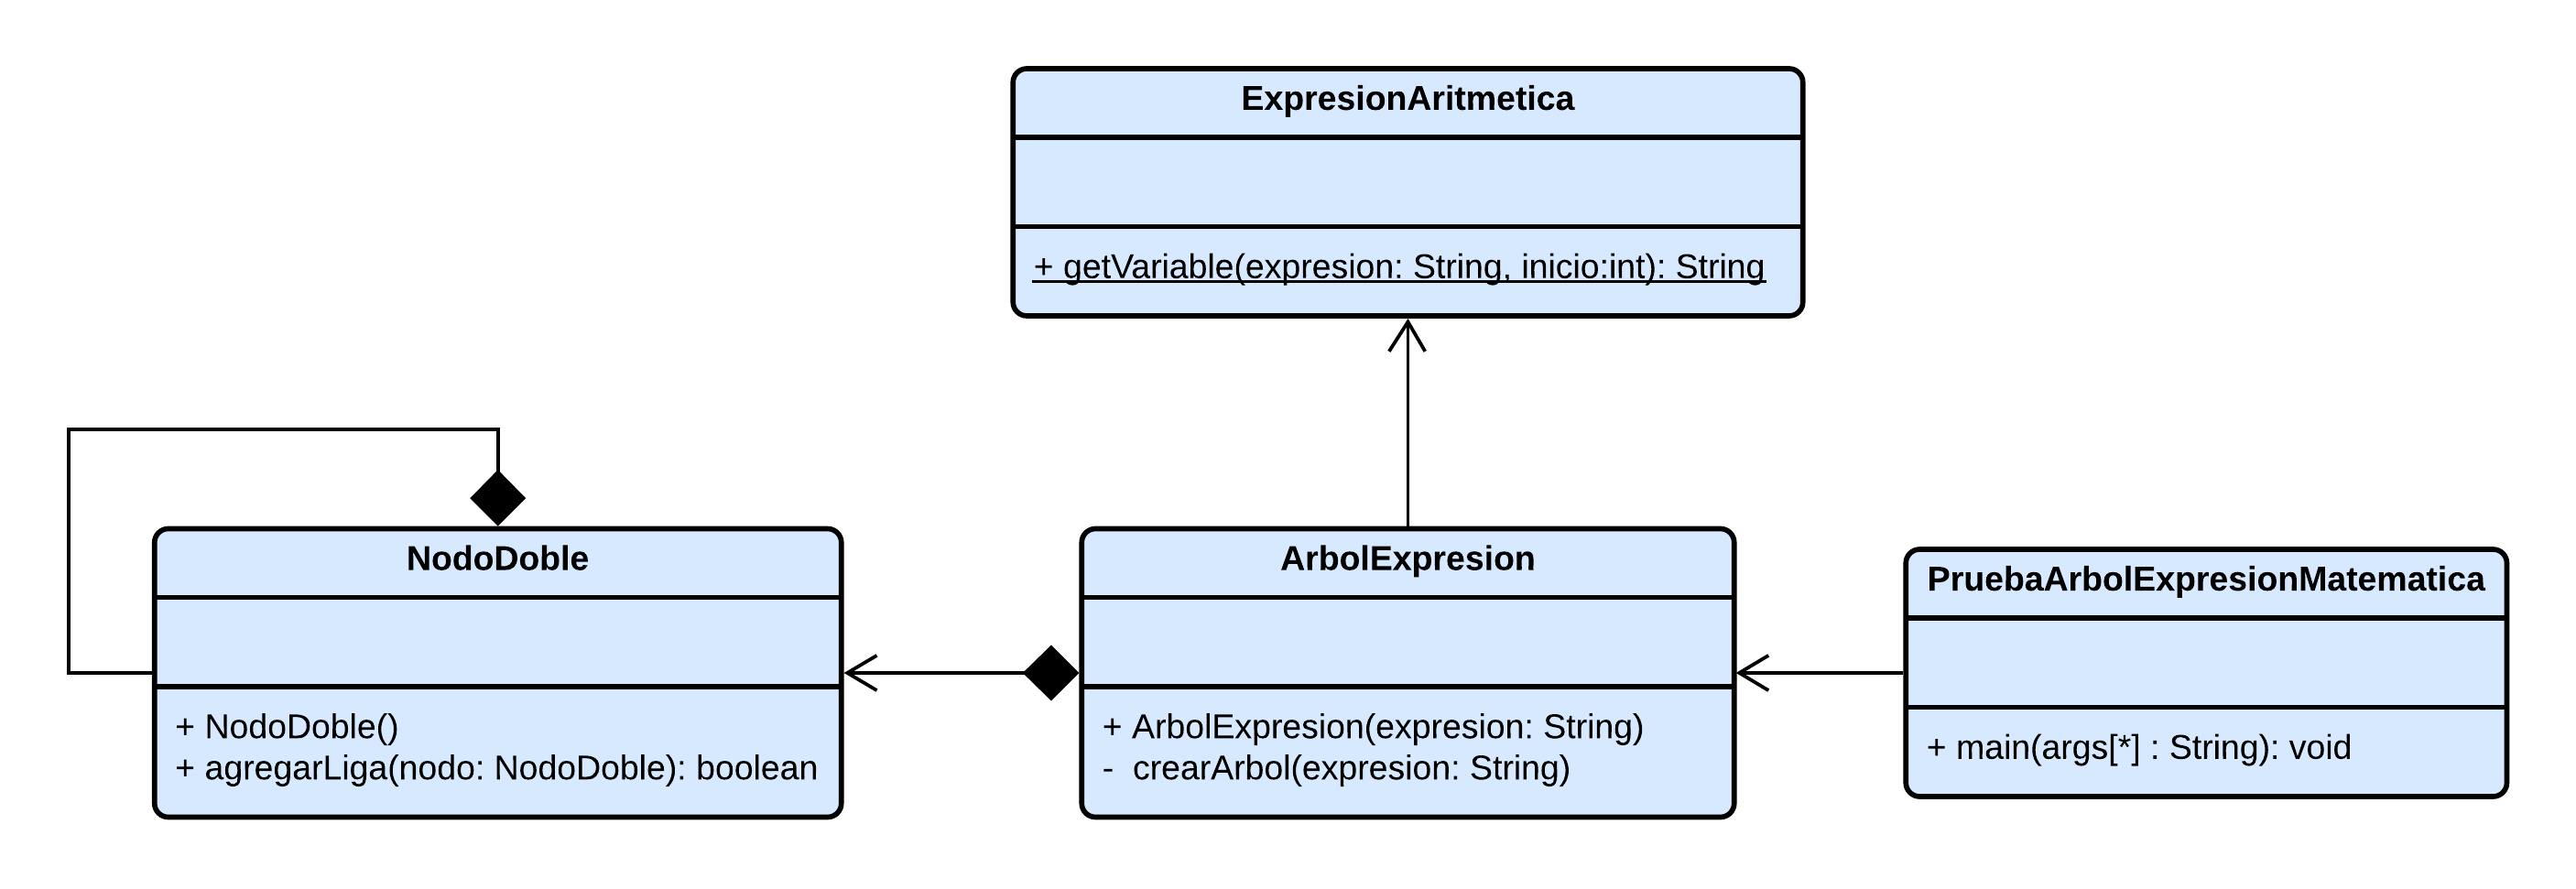 ExpresionAritmetica
+ getVariable(expresion: String, inicio:int): String
NodoDoble
+ NodoDoble()
+ agregarLiga(nodo: NodoDoble): boolean
ArbolExpresion
+ ArbolExpresion(expresion: String)
- crearArbol(expresion: String)
PruebaArbolExpresionMatematica
+ main(args[*] : String): void